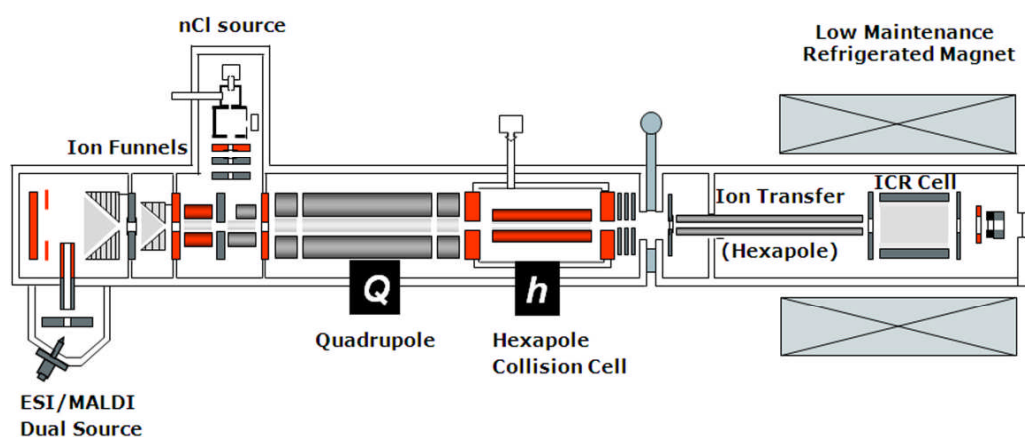 nCl source
Low Maintenance
Refrigerated Magnet
Ion Funnels
Ion Transfer
ICR Cell
(Hexapole)
Q
h
Quadrupole
Hexapole
Collision Cell
ESI/MALDI
Dual Source